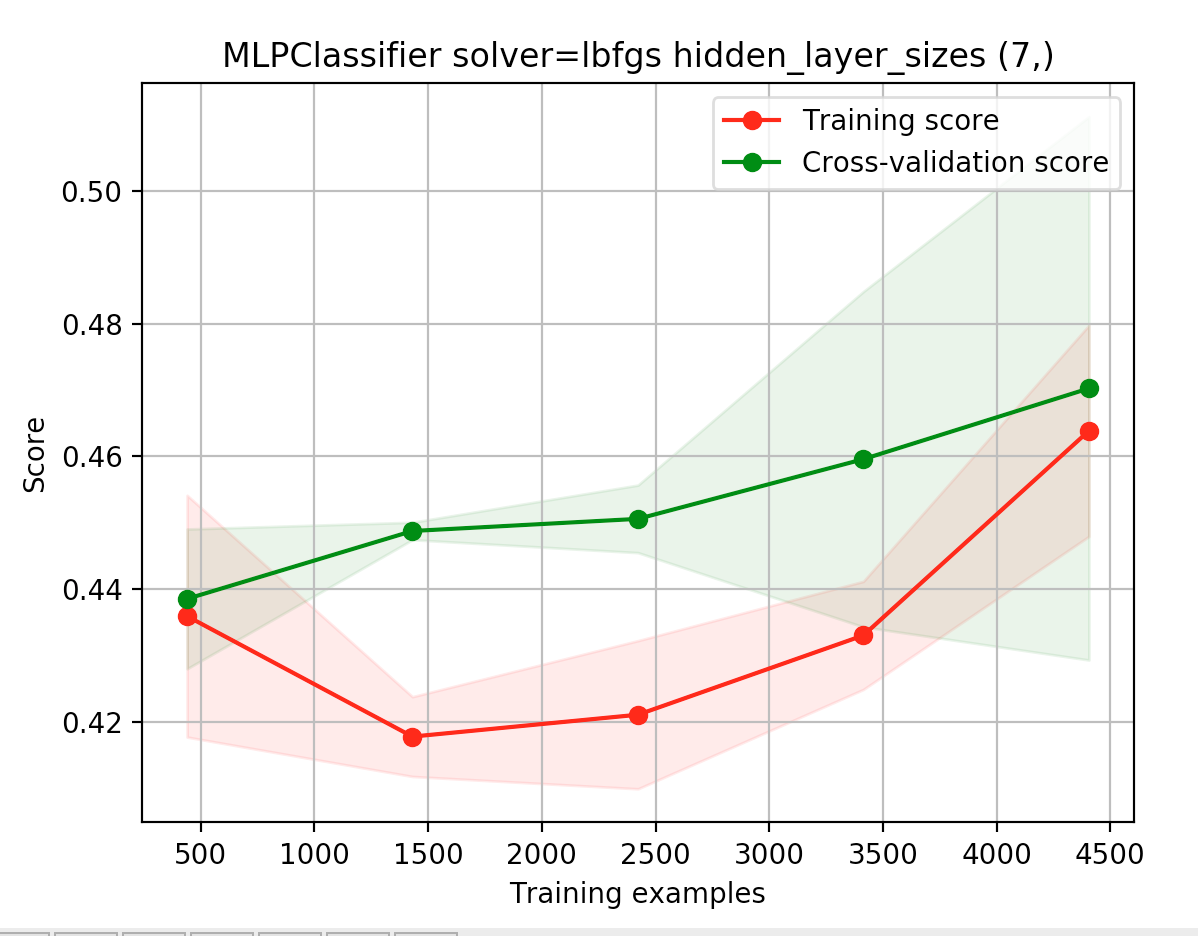 MLPClassifier solver=lbfgs hidden_layer_sizes (7,)
Training score
Cross-validation score
0.50
0.48
0.46
0.44
0.42
Score
500 1000 1500 2000 2500 3000 3500 4000 4500
Training examples